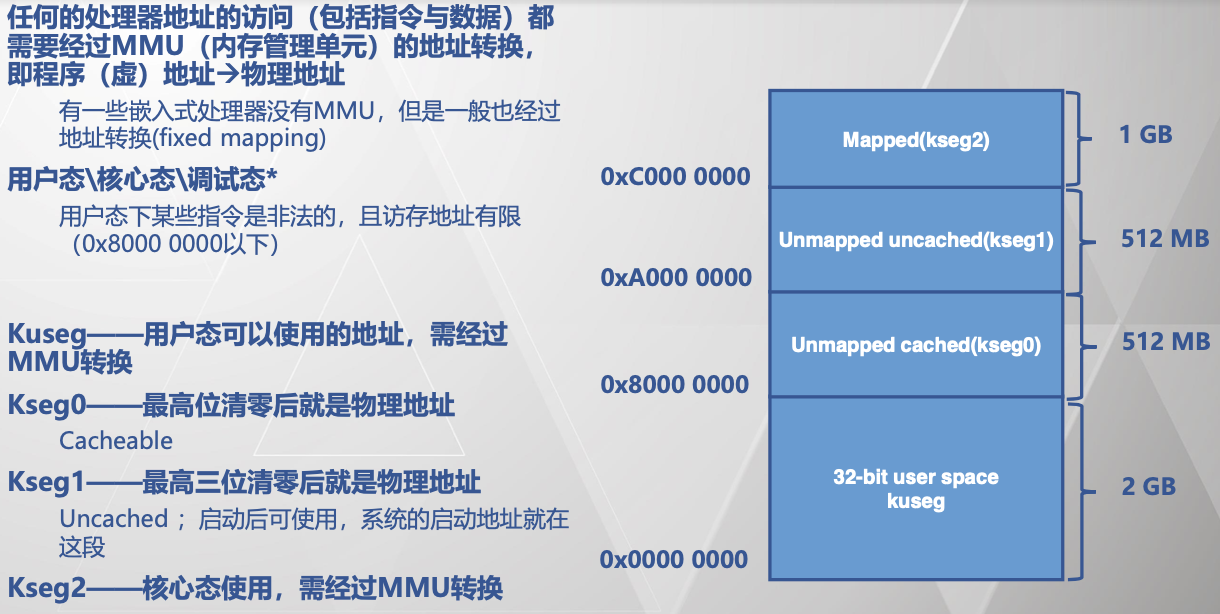 任何的处理器地址的访问（包括指令与数据）都
需要经过MMU（内存管理单元）的地址转换，
即程序（虚）地址→物理地址
有一些嵌入式处理器没有MMU，但是一般也经过
地址转换(fixed mapping)
用户态\核心态\调试态*
用户态下某些指令是非法的，且访存地址有限
（0x8000 0000以下）
Kuseg——用户态可以使用的地址，需经过
MMU转换
Kseg0——最高位清零后就是物理地址
Cacheable
Kseg1——最高三位清零后就是物理地址
Uncached ；启动后可使用，系统的启动地址就在
这段
Kseg2——核心态使用，需经过MMU转换
Mapped(kseg2)
1 GB
0xC000 0000
Unmapped uncached(kseg1)
512 MB
0xA000 0000
Unmapped cached(kseg0)
512 MB
0x8000 0000
32-bit user space
kuseg
2 GB
0x0000 0000